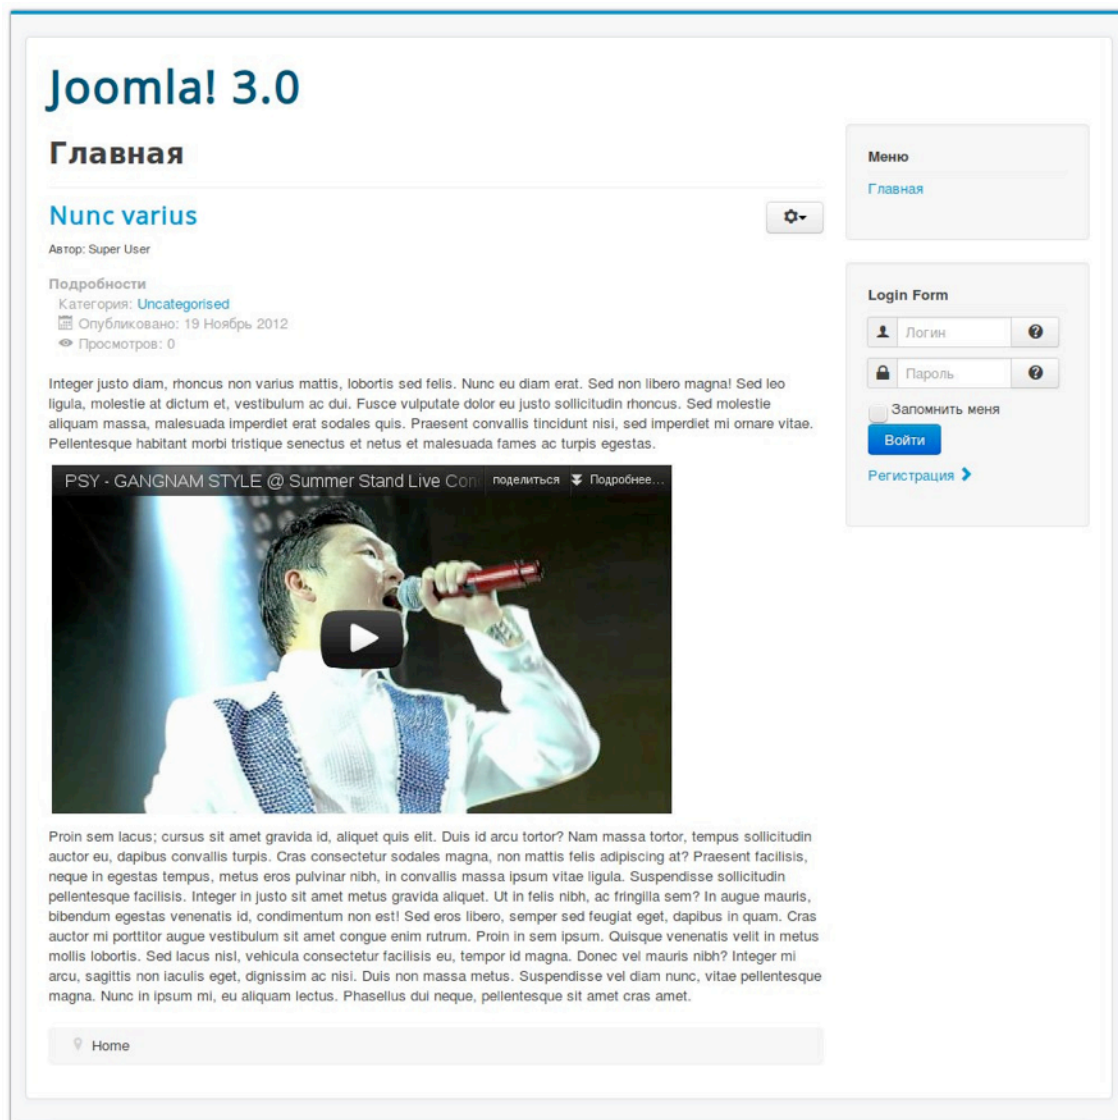 Joomla! 3.0
Главная
Nunc varius
Автор: Super User
Подробности
Категория: Uncategorised
Опубликовано: 19 Ноябрь 2012
Просмотров: 0
Integer justo diam, rhoncus non varius mattis, lobortis sed felis. Nunc eu diam erat. Sed non libero magna! Sed leo
ligula, molestie at dictum et, vestibulum ac dui. Fusce vulputate dolor eu justo sollicitudin rhoncus. Sed molestie
aliquam massa, malesuada imperdiet erat sodales quis. Praesent convallis tincidunt nisi, sed imperdiet mi ornare vitae.
Pellentesque habitant morbi tristique senectus et netus et malesuada fames ac turpis egestas.
PSY - GANGNAM STYLE @ Summer Stand Live поделиться Подробнее...
Proin sem lacus; cursus sit amet gravida id, aliquet quis elit. Duis id arcu tortor? Nam massa tortor, tempus sollicitudin
auctor eu, dapibus convallis turpis. Cras consectetur sodales magna, non mattis felis adipiscing at? Praesent facilisis,
neque in egestas tempus, metus eros pulvinar nibh, in convallis massa ipsum vitae ligula. Suspendisse sollicitudin
pellentesque facilisis. Integer in justo sit amet metus gravida aliquet. Ut in felis nibh, ac fringilla sem? In augue mauris,
bibendum egestas venenatis id, condimentum non est! Sed eros libero, semper sed feugiat eget, dapibus in quam. Cras
auctor mi porttitor augue vestibulum sit amet congue enim rutrum. Proin in sem ipsum. Quisque venenatis velit in metus
mollis lobortis. Sed lacus nisl, vehicula consectetur facilisis eu, tempor id magna. Donec vel mauris nibh? Integer mi
arcu, sagittis non iaculis eget, dignissim ac nisi. Duis non massa metus. Suspendisse vel diam nunc, vitae pellentesque
magna. Nunc in ipsum mi, eu aliquam lectus. Phasellus dui neque, pellentesque sit amet cras amet.
Home
Меню
Главная
Login Form
Логин
Пароль
Запомнить меня
Войти
Регистрация